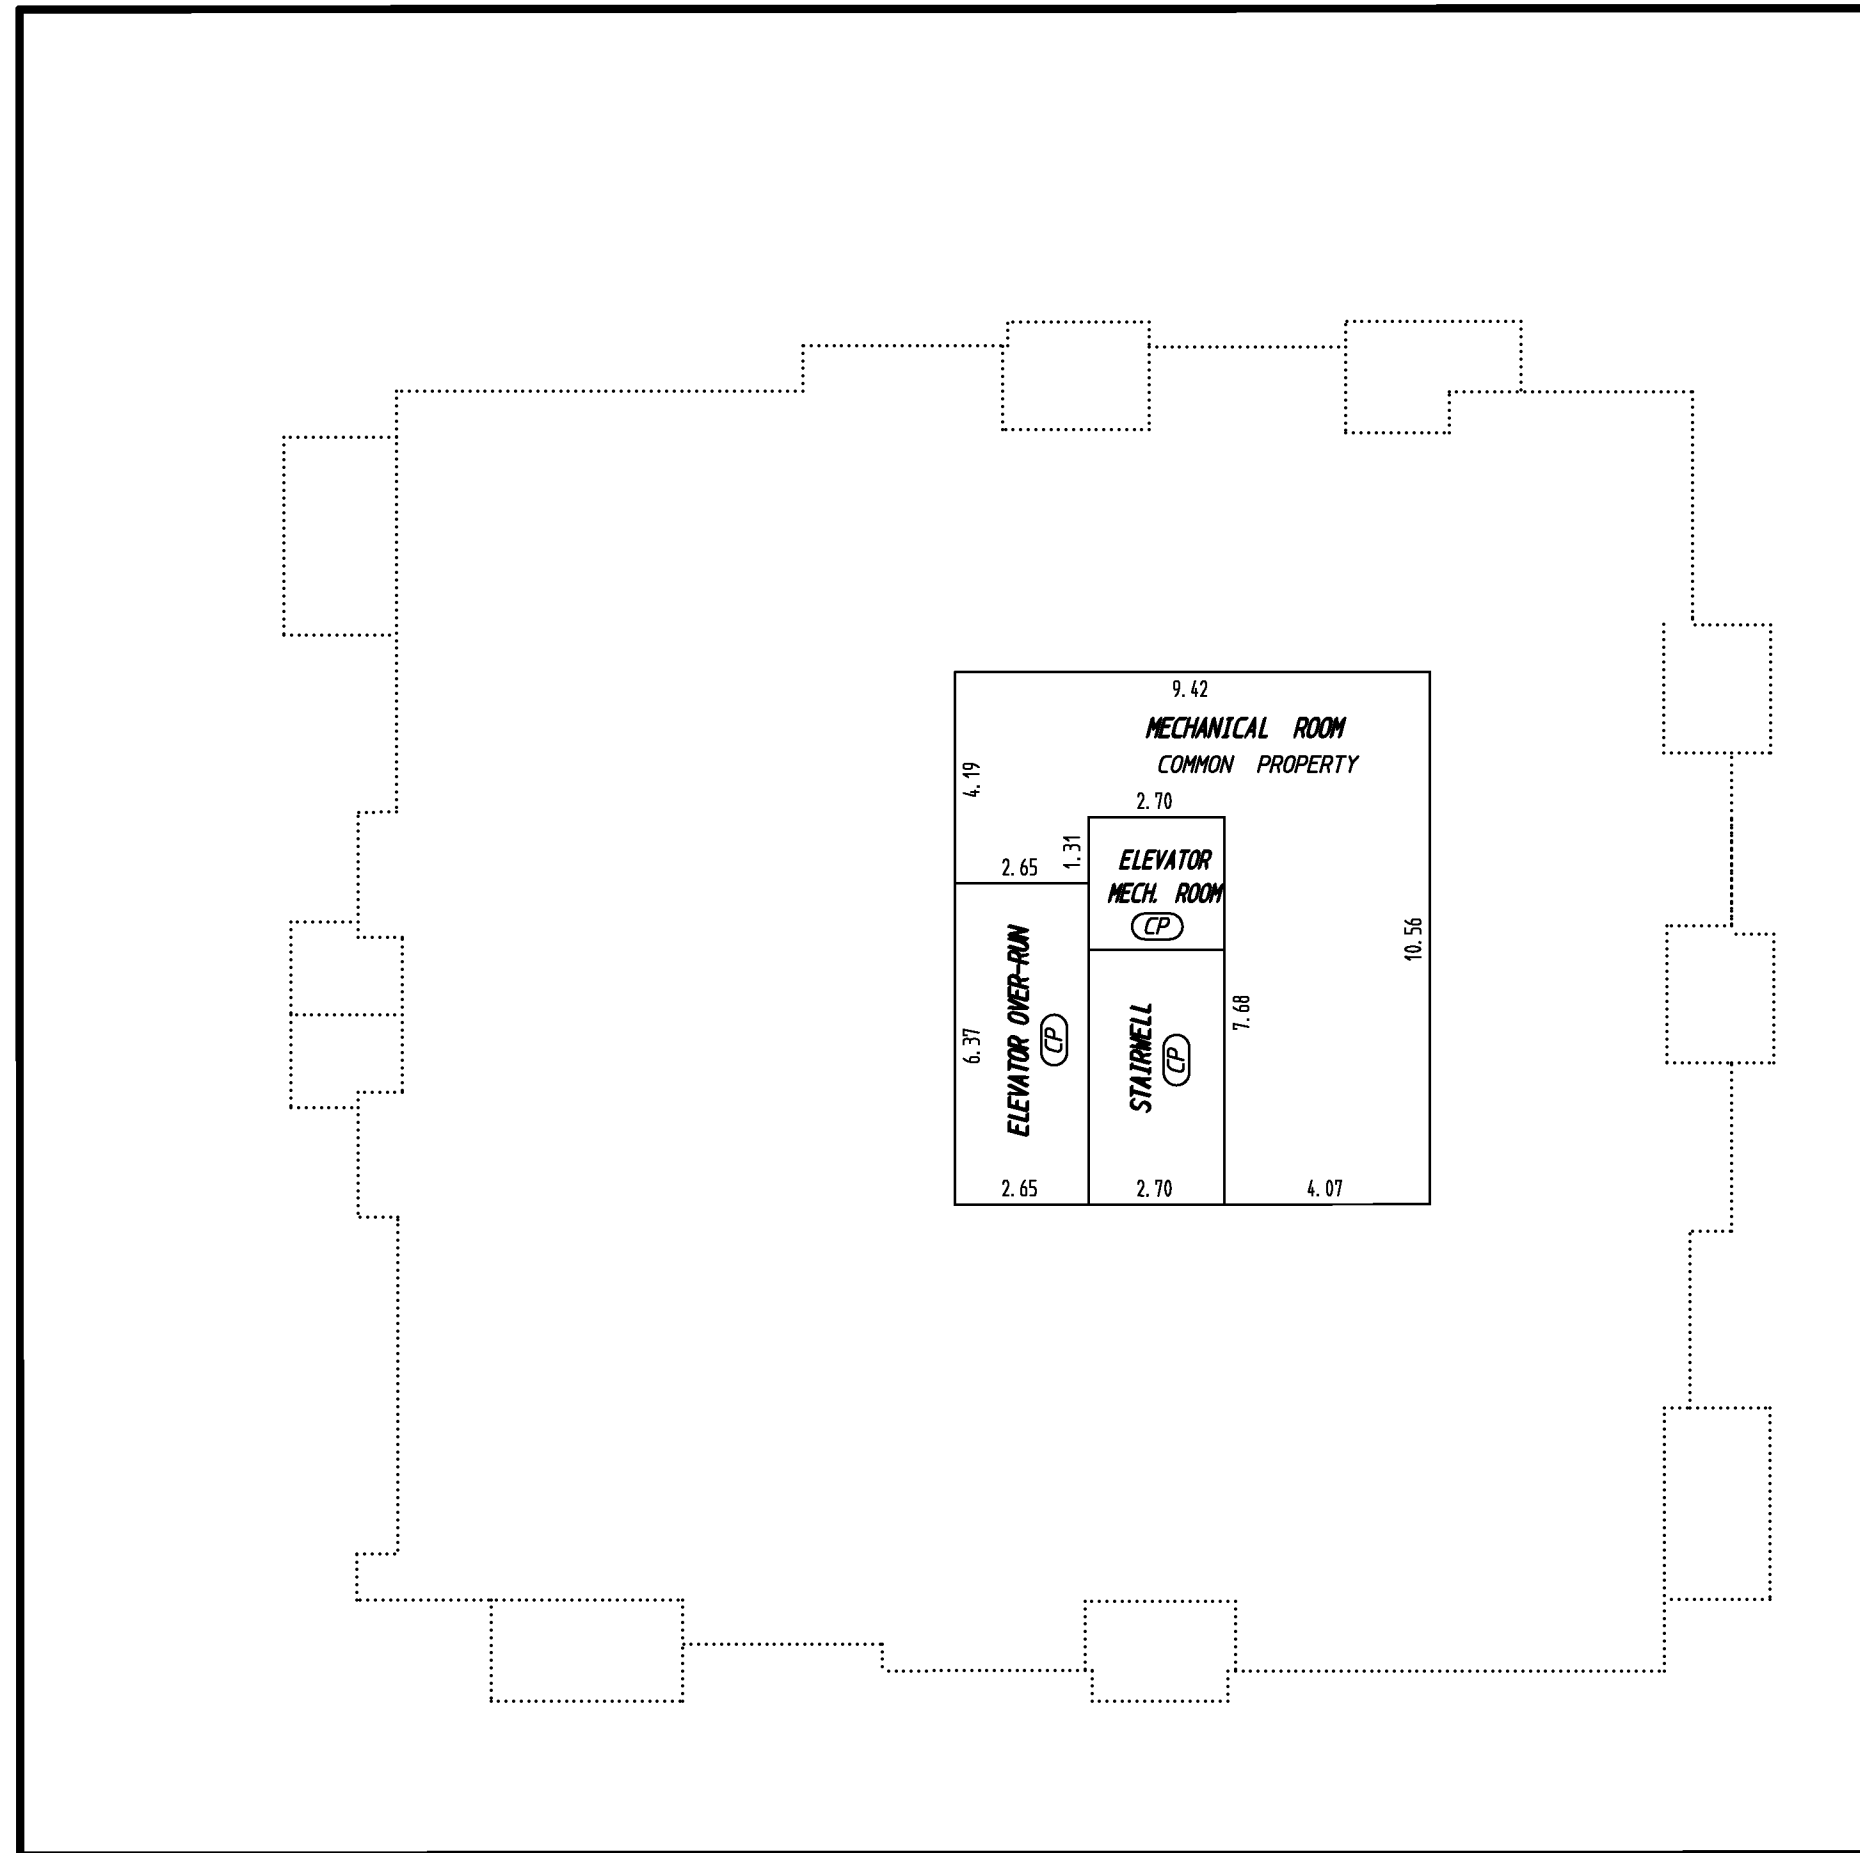 9.42
MECHANICAL ROOM
COMMON PROPERTY
4.19
2.70
1.31
2.65
ELEVATOR
MECH. ROOM
CP
ELEVATOR OVER-RUN
CP
6.37
STAIRWELL
CP
7.68
10.56
2.65
2.70
4.07